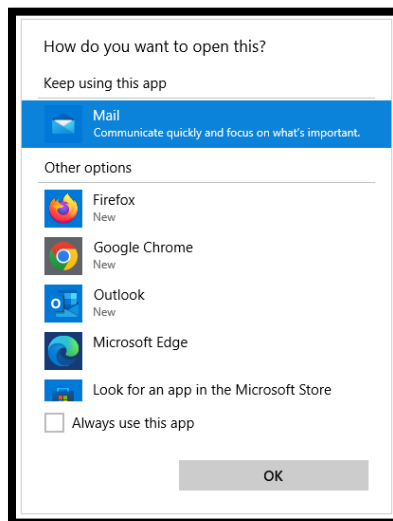 How do you want to open this?
Keep using this app
Mail
Communicate quickly and focus on what's important.
Other options
Firefox
New
Google Chrome
New
Outlook
New
Microsoft Edge
Look for an app in the Microsoft Store
Always use this app
OK